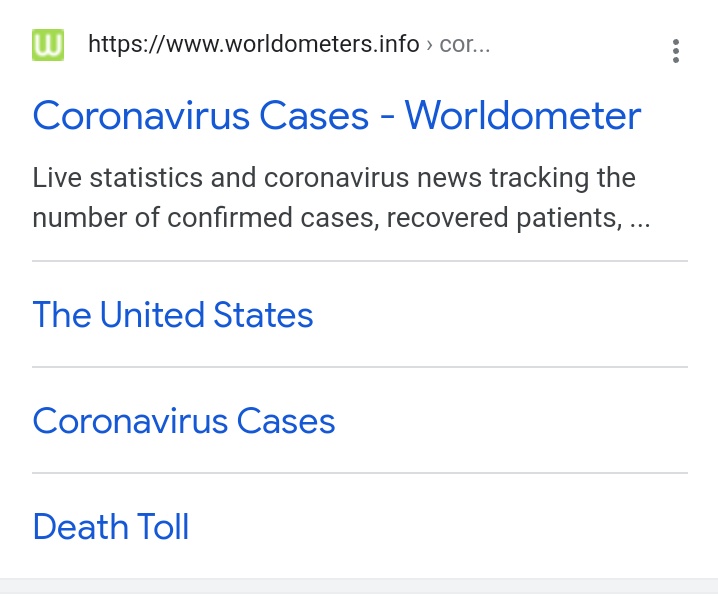 W
https://www.worldometers.info › cor...
Coronavirus Cases - Worldometer
Live statistics and coronavirus news tracking the
number of confirmed cases, recovered patients, ...
The United States
Coronavirus Cases
Death Toll